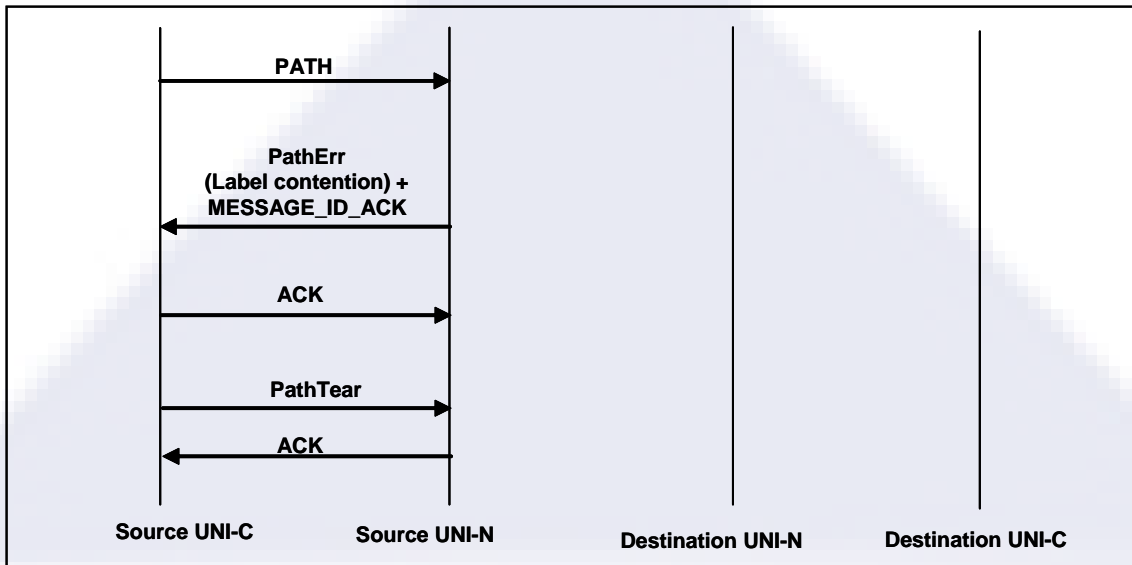 PATH
PathErr
(Label contention) +
MESSAGE_ID_ACK
ACK
PathTear
ACK
Source UNI-C
Source UNI-N
Destination UNI-N
Destination UNI-C